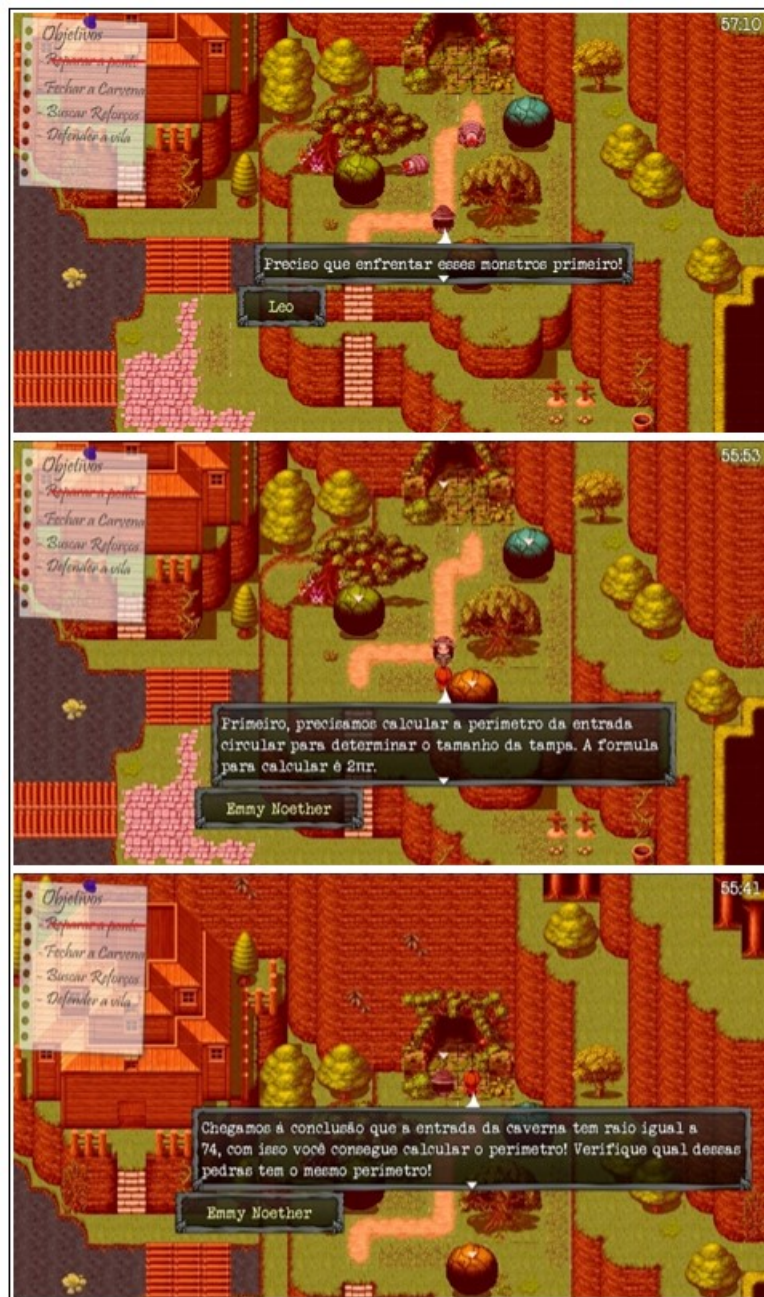 57:10
Objetivos
- Reparar a ponte
- Fechar a Carvena
- Buscar Reforços
- Defender a vila
Preciso que enfrentar esses monstros primeiro!
Leo
55:53
Objetivos
- Reparar a ponte
- Fechar a Carvena
- Buscar Reforços
- Defender a vila
Primeiro, precisamos calcular a perimetro da entrada
circular para determinar o tamanho da tampa. A formula
para calcular é 2πr.
Emmy Noether
55:41
Objetivos
- Reparar a ponte
- Fechar a Carvena
- Buscar Reforços
- Defender a vila
Chegamos á conclusão que a entrada da caverna tem raio igual a
74, com isso você consegue calcular o perimetro! Verifique qual dessas
pedras tem o mesmo perimetro!
Emmy Noether